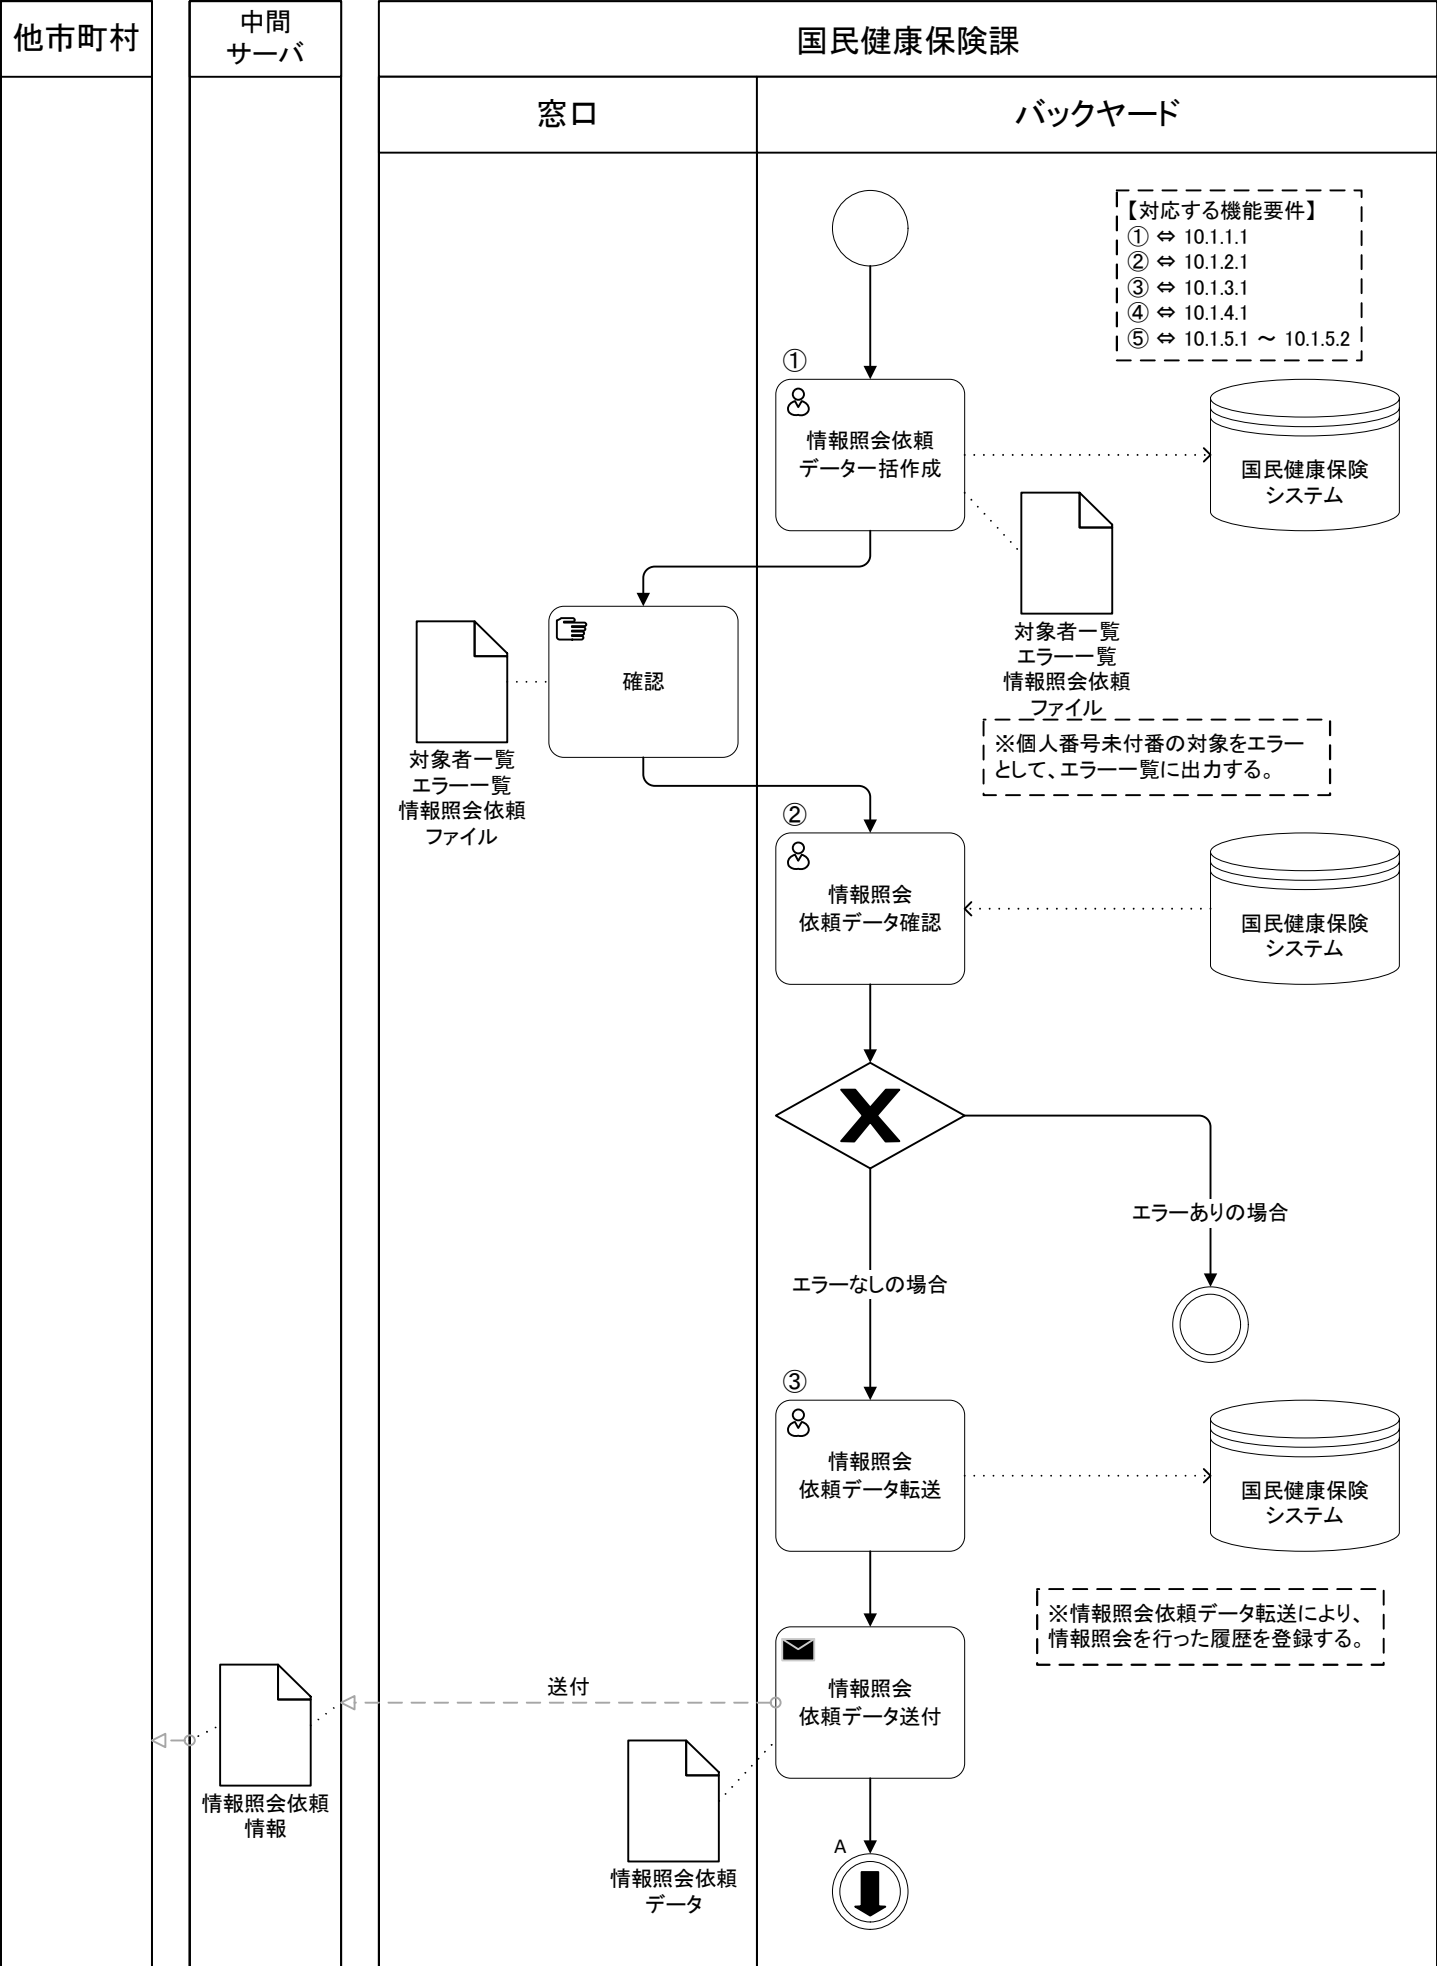 他市町村
中間
サーバ
国民健康保険課
窓口
バックヤード
【対応する機能要件】
① ⇔ 10.1.1.1
② ⇔ 10.1.2.1
③ ⇔ 10.1.3.1
④ ⇔ 10.1.4.1
⑤ ⇔ 10.1.5.1 ～ 10.1.5.2
①
情報照会依頼
データ一括作成
国民健康保険
システム
対象者一覧
エラー一覧
情報照会依頼
ファイル
確認
対象者一覧
エラー一覧
情報照会依頼
ファイル
※個人番号未付番の対象をエラー
として、エラー一覧に出力する。
②
情報照会
依頼データ確認
国民健康保険
システム
エラーありの場合
エラーなしの場合
③
情報照会
依頼データ転送
国民健康保険
システム
※情報照会依頼データ転送により、
情報照会を行った履歴を登録する。
送付
情報照会
依頼データ送付
情報照会依頼
情報
情報照会依頼
データ
A